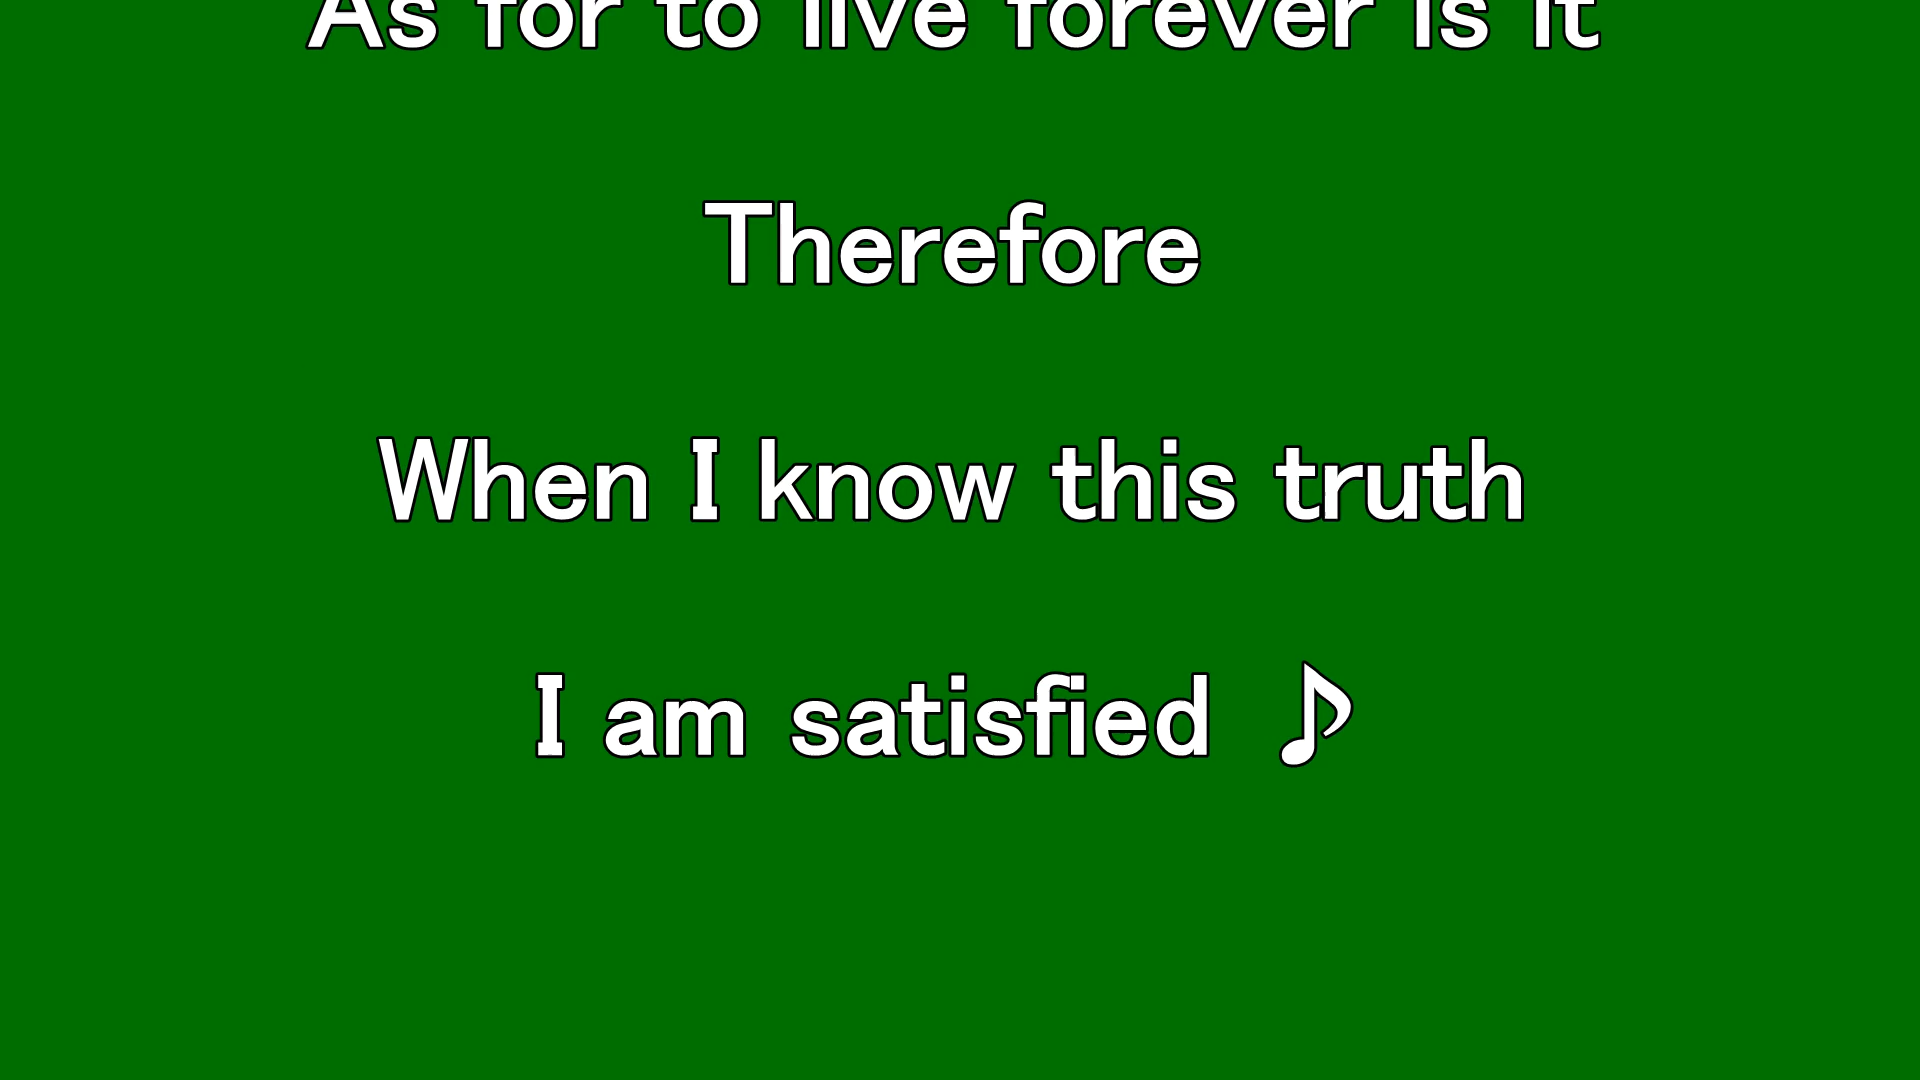 As for to live forever is it
Therefore
When I know this truth
I am satisfied ♪